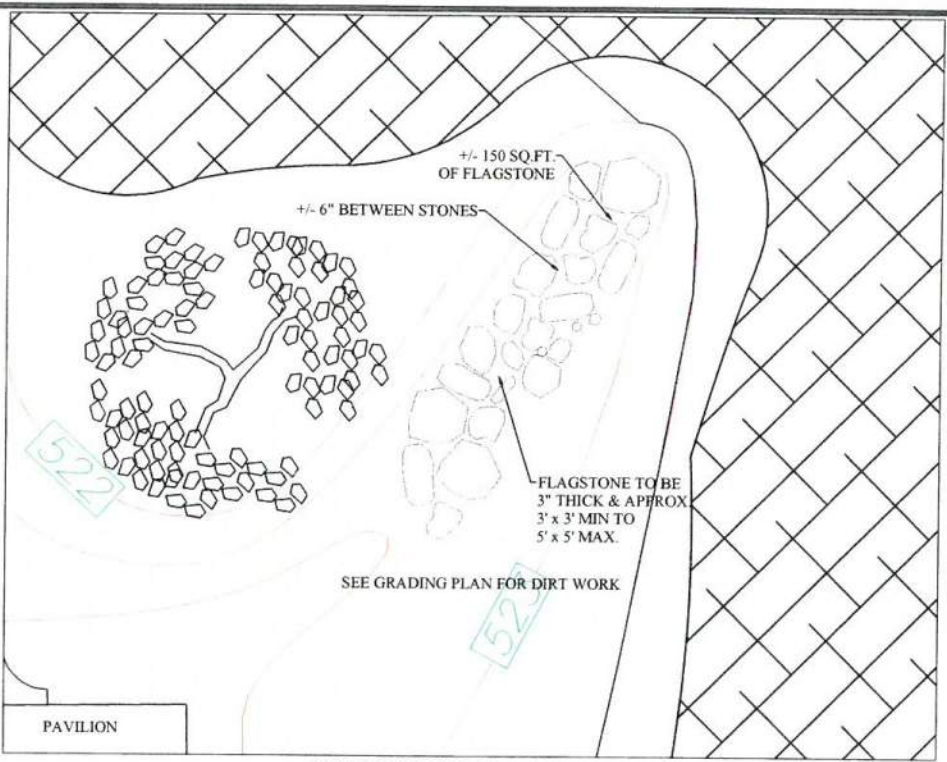 +/- 150 SQ.FT.
OF FLAGSTONE
+/- 6" BETWEEN STONES
522
FLAGSTONE TO BE
3" THICK & APPROX
3' x 3' MIN TO
5' x 5' MAX.
SEE GRADING PLAN FOR DIRT WORK
523
PAVILION